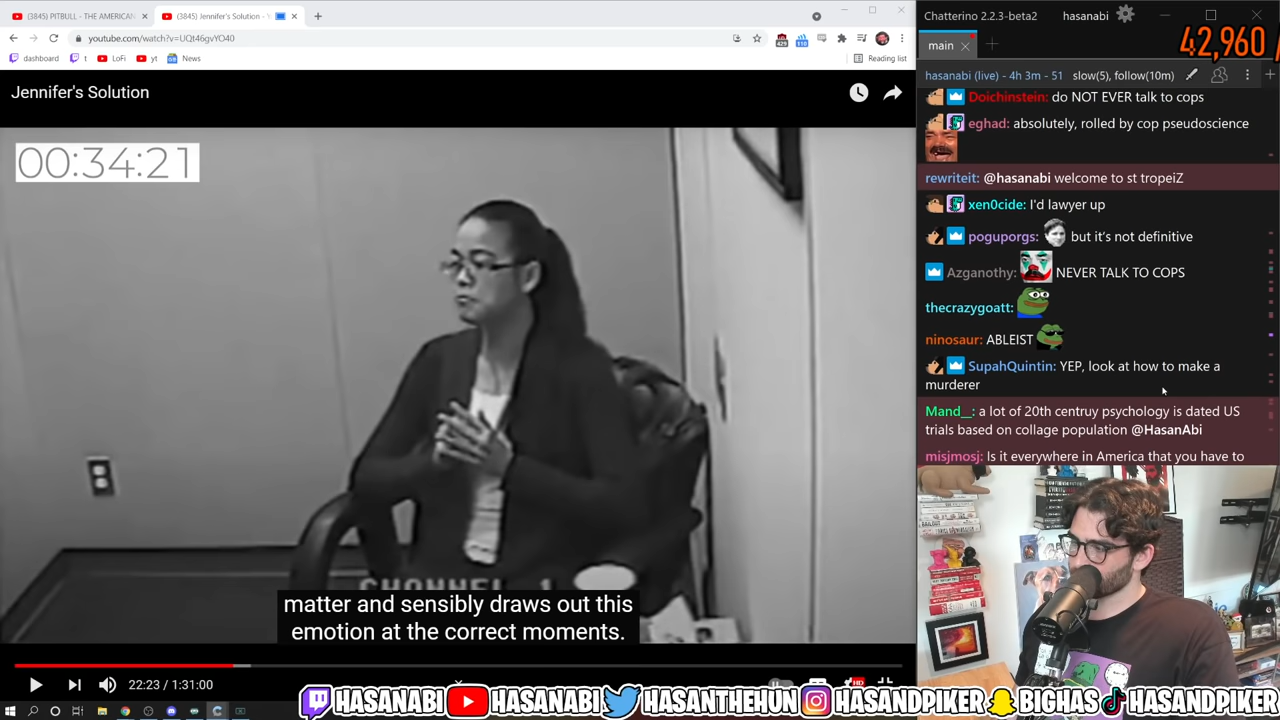 (3845) PITBULL - THE AMERICAN
(3845) Jennifer's Solution -
Chatterino 2.2.3-beta2
hasanabi
42,960 /
youtube.com/watch?v=UQt46gvYO40
main
dashboard
t
LoFi
yt
News
Reading list
hasanabi (live) - 4h 3m - 51
slow(5), follow(10m)
Jennifer's Solution
00:34:21
Doichinstein: do NOT EVER talk to cops
eghad: absolutely, rolled by cop pseudoscience
rewriteit: @hasanabi welcome to st tropeiZ
xen0cide: I'd lawyer up
poguporgs: but it's not definitive
Azganothy: NEVER TALK TO COPS
thecrazygoatt:
ninosaur: ABLEIST
SupahQuintin: YEP, look at how to make a
murderer
Mand__: a lot of 20th centruy psychology is dated US
trials based on collage population @HasanAbi
misjmosj: Is it everywhere in America that you have to
CHANNEL 1
matter and sensibly draws out this
emotion at the correct moments.
22:23 / 1:31:00
HASANABI HASANABI HASANTHEHUN HASANDPIKER BIGHAS HASANDPIKER